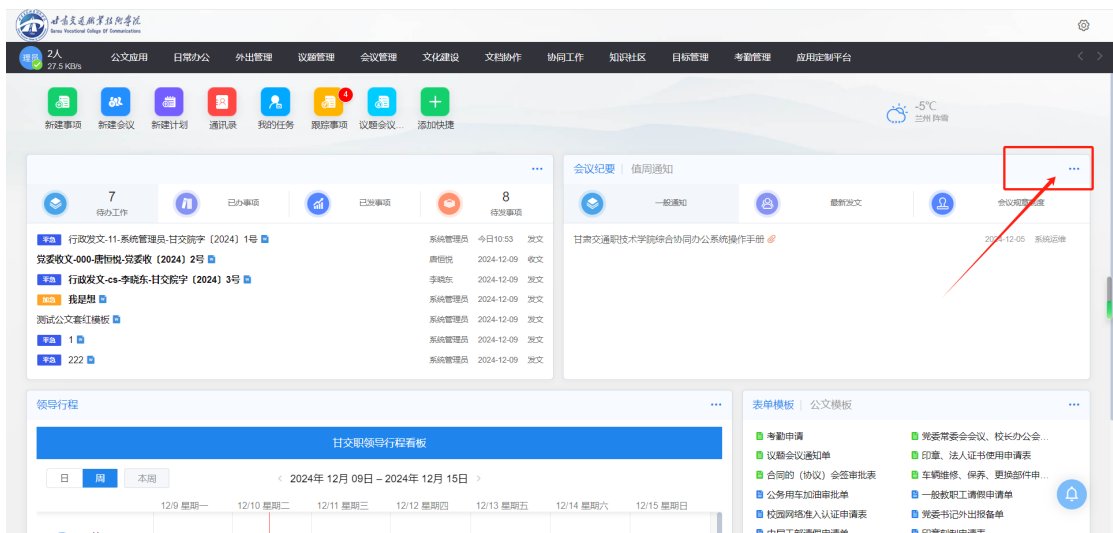 甘肃交通职业技术学院
Gansu Vocational Technical College Of Communications
理员 2人
27.5 KB/s
公文应用 日常办公 外出管理 议题管理 会议管理 文化建设 文档协作 协同工作 知识社区 目标管理 考勤管理 应用定制平台
4
新建事项 新建会议 新建计划 通讯录 我的任务 跟踪事项 议题会议... 添加快捷
-5℃
兰州 阵雪
7
待办工作
已办事项
已发事项
8
待发事项
平急 行政发文-11-系统管理员-甘交院字〔2024〕1号 系统管理员 今日10:53 发文
党委收文-000-唐恒悦-党委收〔2024〕2号 唐恒悦 2024-12-09 收文
平急 行政发文-cs-李晓东-甘交院字〔2024〕3号 李晓东 2024-12-09 发文
加急 我是想 系统管理员 2024-12-09 发文
测试公文套红模板 系统管理员 2024-12-09 发文
平急 1 系统管理员 2024-12-09 发文
平急 222 系统管理员 2024-12-09 发文
会议纪要 | 值周通知
一般通知 最新发文 会议规章制度
甘肃交通职技术学院综合协同办公系统操作手册 2024-12-05 系统运维
领导行程
甘交职领导行程看板
日 周 本周
2024年 12月 09日 – 2024年 12月 15日
12/9 星期一 12/10 星期二 12/11 星期三 12/12 星期四 12/13 星期五 12/14 星期六 12/15 星期日
表单模板 | 公文模板
考勤申请 党委常委会会议、校长办公会...
议题会议通知单 印章、法人证书使用申请表
合同的（协议）会签审批表 车辆维修、保养、更换部件申...
公务用车加油审批单 一般教职工请假申请单
校园网络准入认证申请表 党委书记外出报备单
中层干部请假申请单 印章刻制申请表